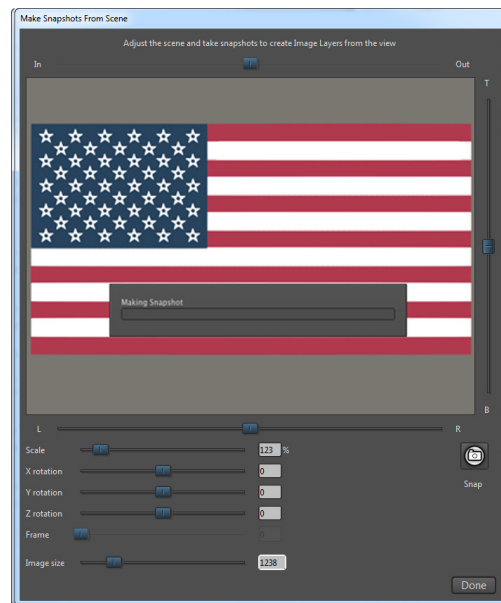 Make Snapshots From Scene
Adjust the scene and take snapshots to create Image Layers from the view
In Out
T
Making Snapshot
B
L R
Scale 123 %
X rotation 0
Y rotation 0
Snap
Z rotation 0
Frame 0
Image size 1238
Done